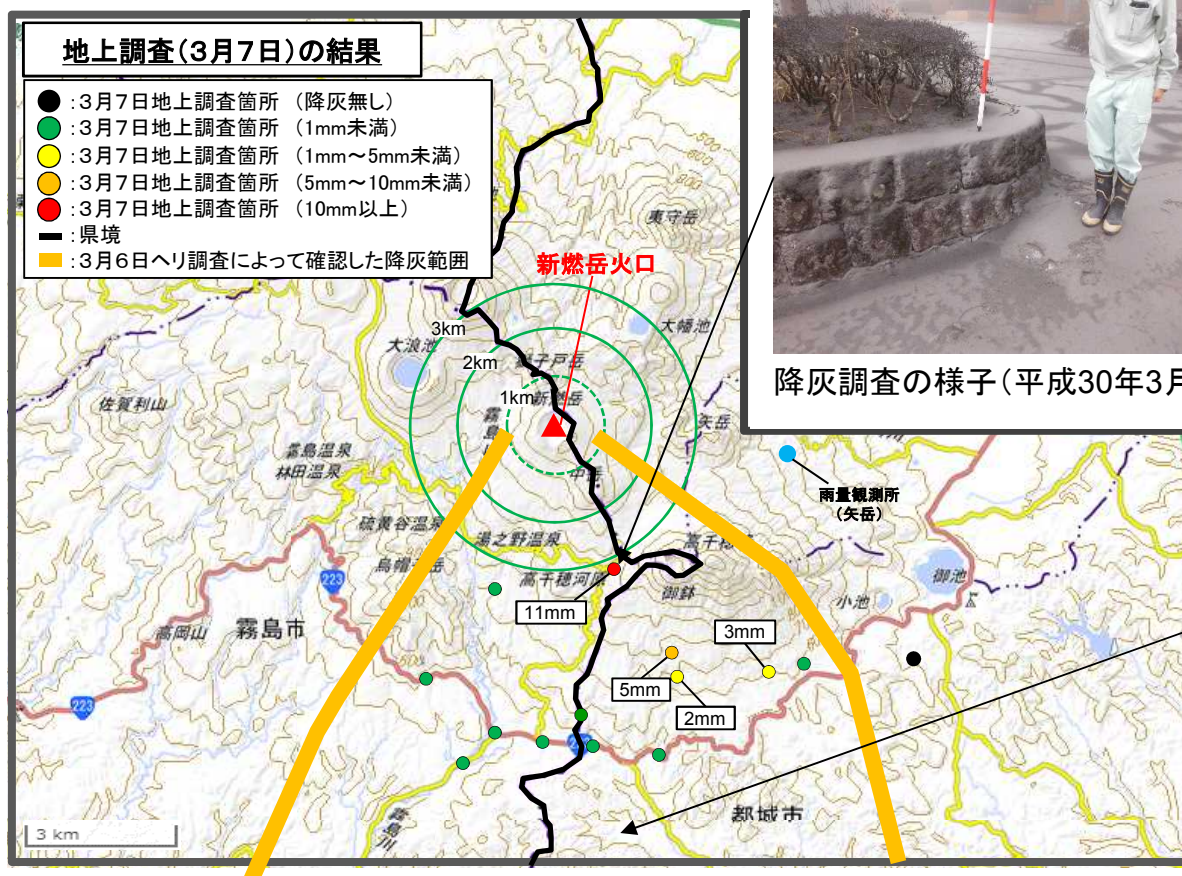 地上調査(3月7日)の結果
:3月7日地上調査箇所 (降灰無し)
:3月7日地上調査箇所 (1mm未満)
:3月7日地上調査箇所 (1mm～5mm未満)
:3月7日地上調査箇所 (5mm～10mm未満)
:3月7日地上調査箇所 (10mm以上)
:県境
:3月6日ヘリ調査によって確認した降灰範囲
降灰調査の様子(平成30年3月
東守岳
新燃岳火口
3km
大幡池
大浪池
2km
1km
新燃岳
佐賀利山
矢岳
霧島温泉
林田温泉
中岳
雨量観測所
(矢岳)
硫黄谷温泉
湯之野温泉
223
高千穂河原
御鉢
御池
小池
11mm
高岡山
霧島市
3mm
5mm
2mm
223
都城市
霧島川
3 km